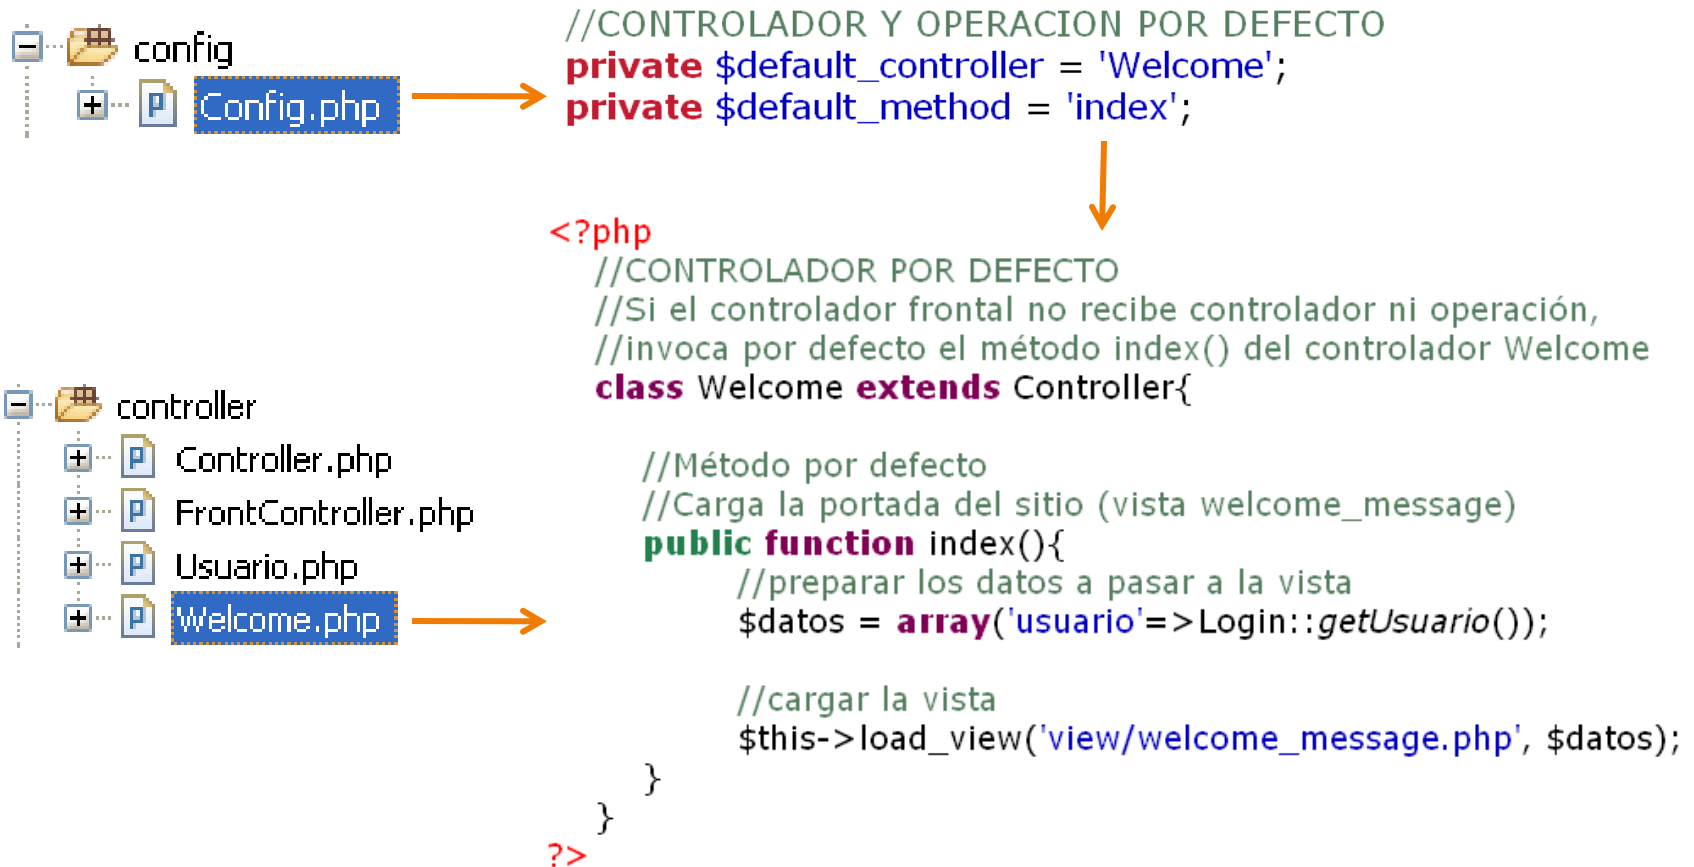 config
Config.php
//CONTROLADOR Y OPERACION POR DEFECTO
private $default_controller = 'Welcome';
private $default_method = 'index';
controller
Controller.php
FrontController.php
Usuario.php
Welcome.php
<?php
//CONTROLADOR POR DEFECTO
//Si el controlador frontal no recibe controlador ni operación,
//invoca por defecto el método index() del controlador Welcome
class Welcome extends Controller{
//Método por defecto
//Carga la portada del sitio (vista welcome_message)
public function index(){
//preparar los datos a pasar a la vista
$datos = array('usuario'=>Login::getUsuario());
//cargar la vista
$this->load_view('view/welcome_message.php', $datos);
}
}
?>